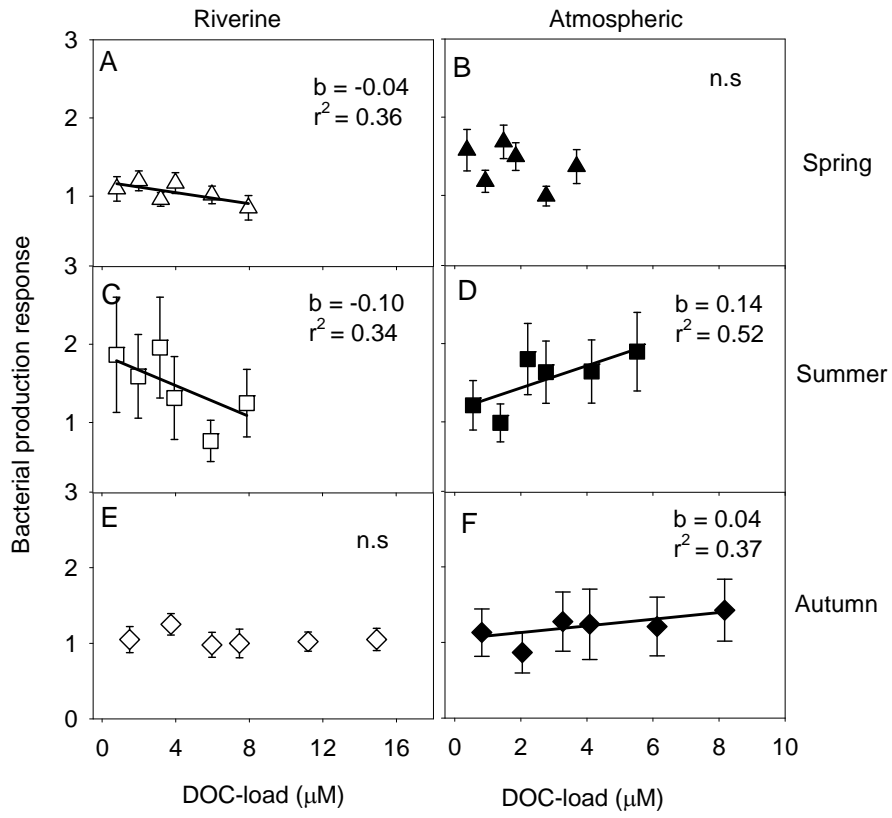 Riverine
Atmospheric
3
A
b = -0.04
r² = 0.36
B
n.s
2
Spring
1
3
C
b = -0.10
r² = 0.34
D
b = 0.14
r² = 0.52
2
Summer
1
3
E
n.s
F
b = 0.04
r² = 0.37
2
Autumn
1
0
Bacterial production response
0 4 8 12 16
0 2 4 6 8 10
DOC-load (μM)
DOC-load (μM)